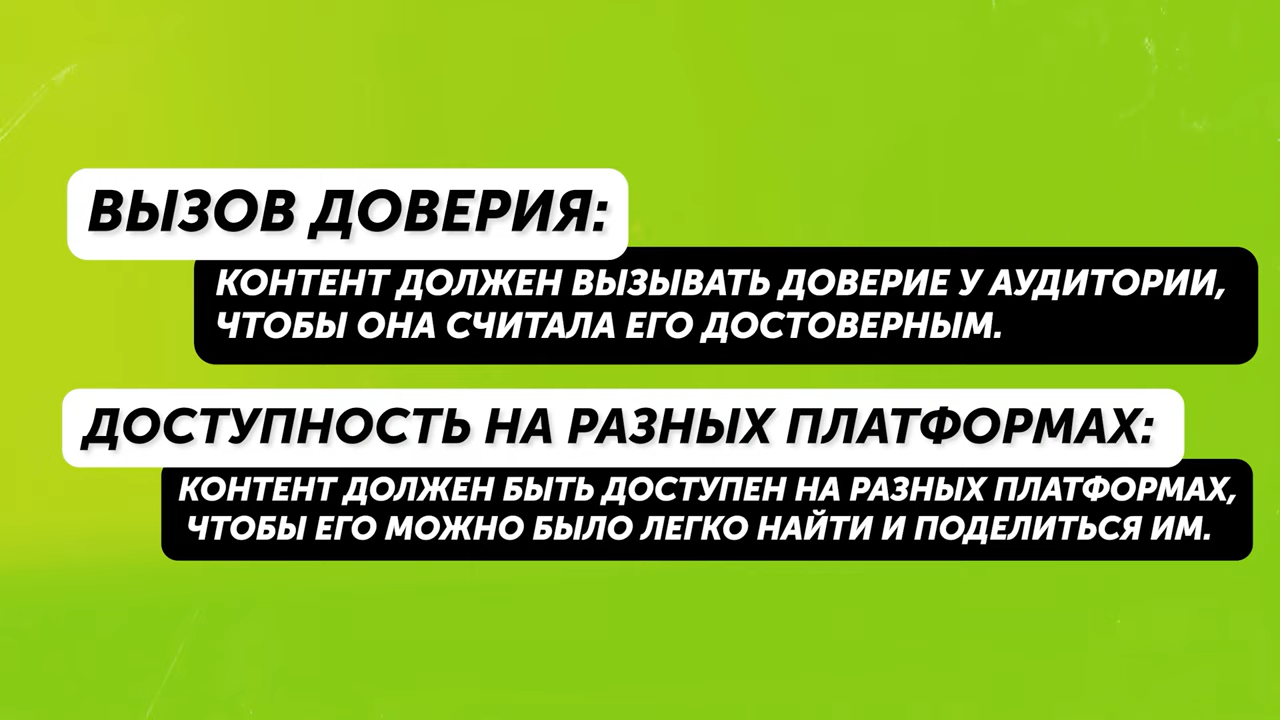 ВЫЗОВ ДОВЕРИЯ:
КОНТЕНТ ДОЛЖЕН ВЫЗЫВАТЬ ДОВЕРИЕ У АУДИТОРИИ,
ЧТОБЫ ОНА СЧИТАЛА ЕГО ДОСТОВЕРНЫМ.
ДОСТУПНОСТЬ НА РАЗНЫХ ПЛАТФОРМАХ:
КОНТЕНТ ДОЛЖЕН БЫТЬ ДОСТУПЕН НА РАЗНЫХ ПЛАТФОРМАХ,
ЧТОБЫ ЕГО МОЖНО БЫЛО ЛЕГКО НАЙТИ И ПОДЕЛИТЬСЯ ИМ.